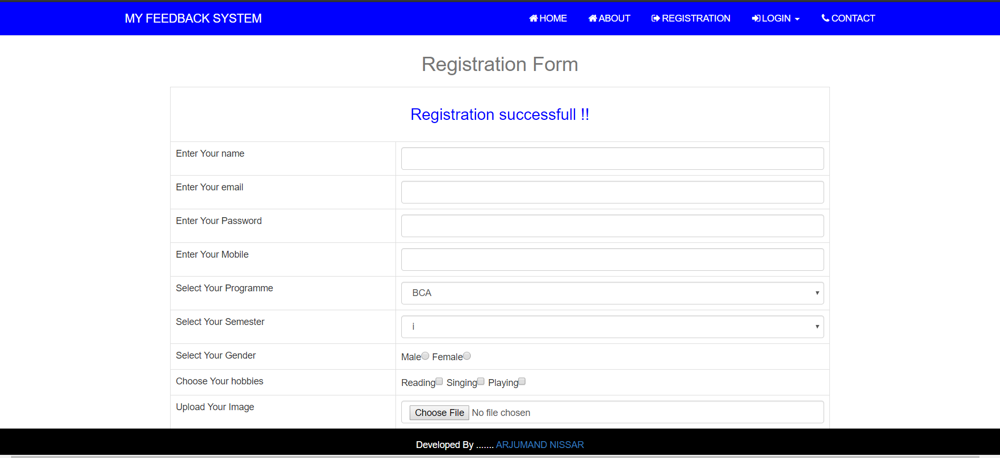 MY FEEDBACK SYSTEM HOME ABOUT REGISTRATION LOGIN CONTACT
Registration Form
Registration successfull !!
Enter Your name
Enter Your email
Enter Your Password
Enter Your Mobile
Select Your Programme BCA
Select Your Semester i
Select Your Gender Male Female
Choose Your hobbies Reading Singing Playing
Upload Your Image Choose File No file chosen
Developed By ....... ARJUMAND NISSAR